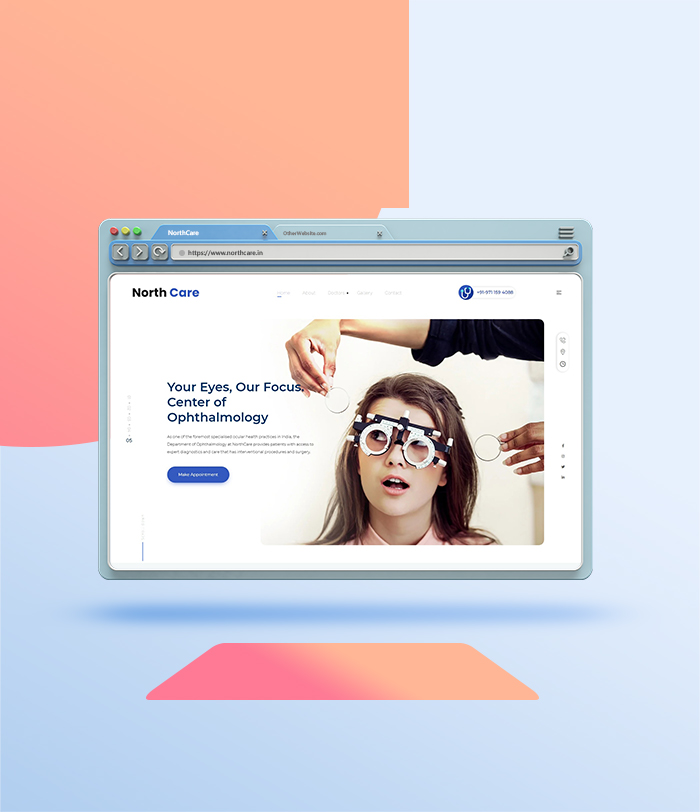 NorthCare
OtherWebsite.com
https://www.northcare.in
North Care
Home
About
Doctors
Gallery
Contact
+91-971 159 4088
Your Eyes, Our Focus.
Center of
Ophthalmology
As one of the foremost specialised ocular health practices in India, the
Department of Ophthalmology at NorthCare provides patients with access to
expert diagnostics and care that has interventional procedures and surgery.
Make Appointment
05